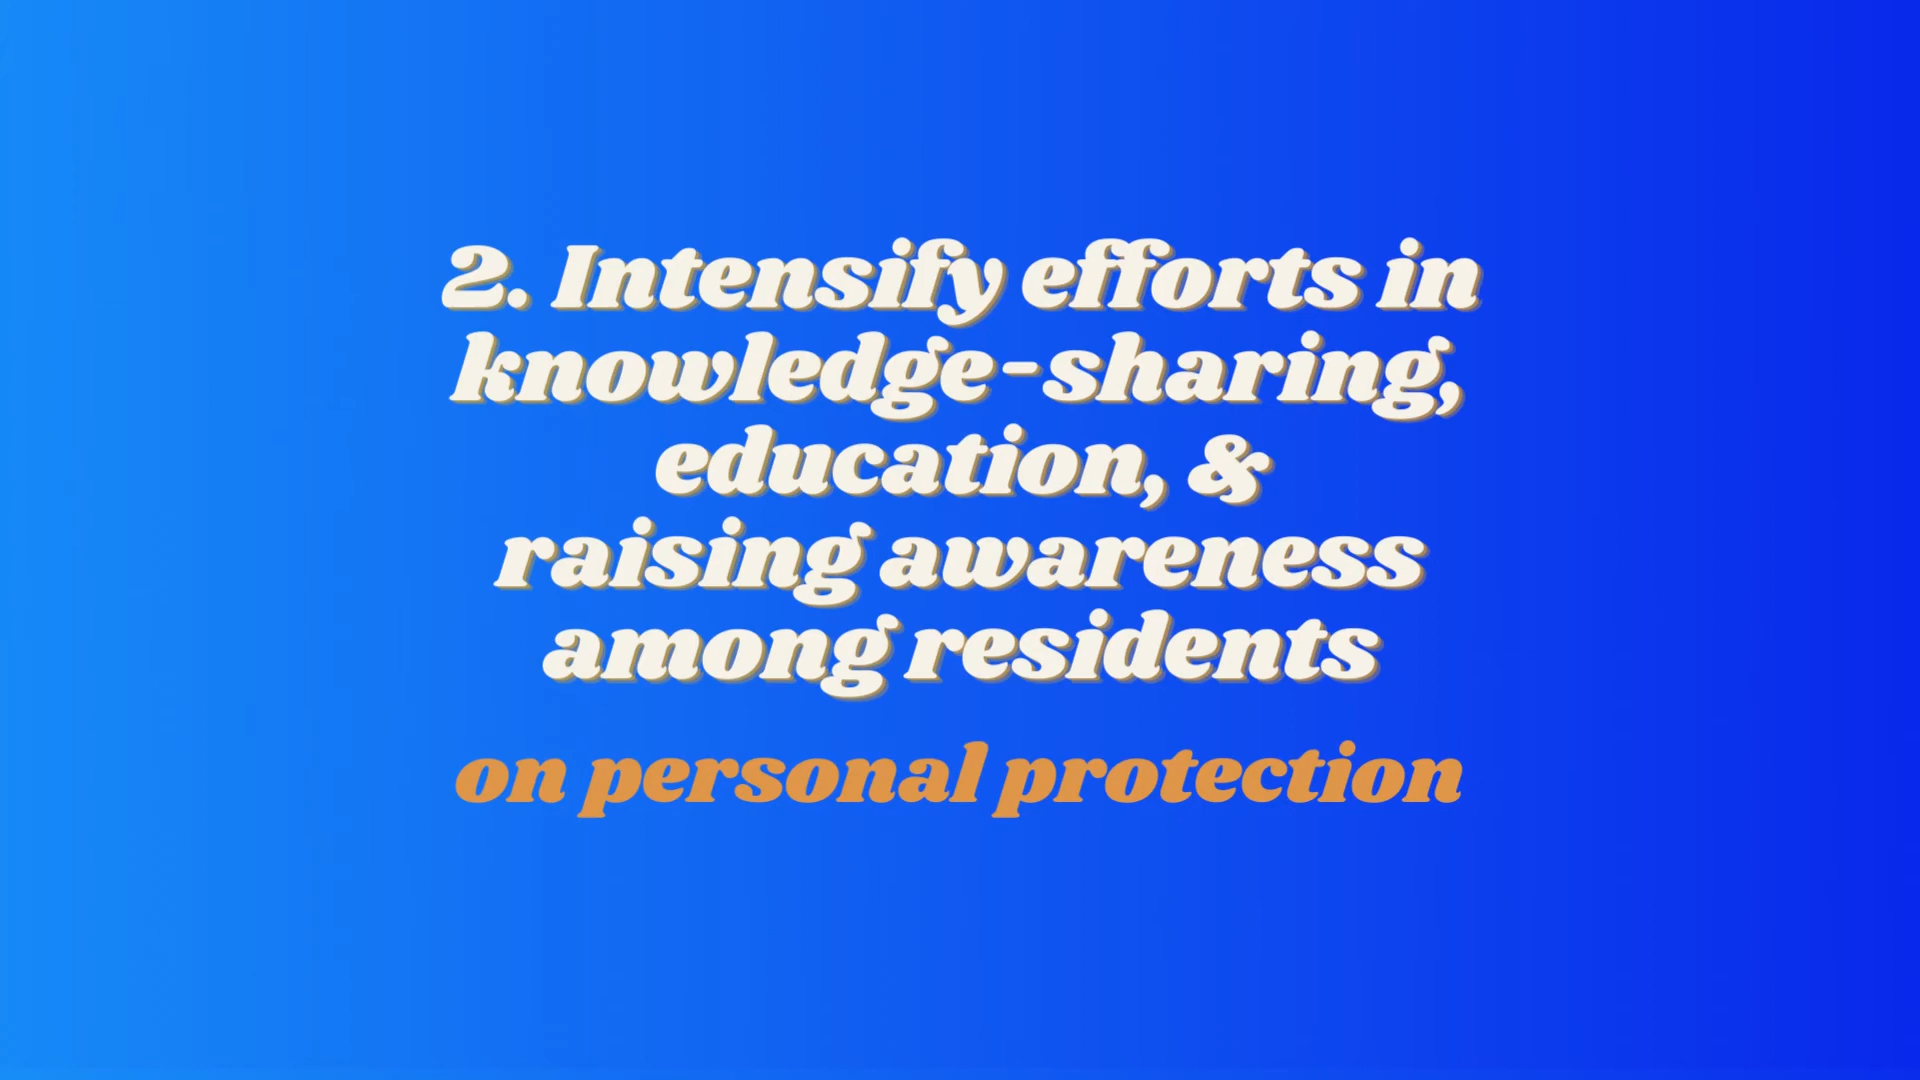 2. Intensify efforts in
knowledge-sharing,
education, &
raising awareness
among residents
on personal protection